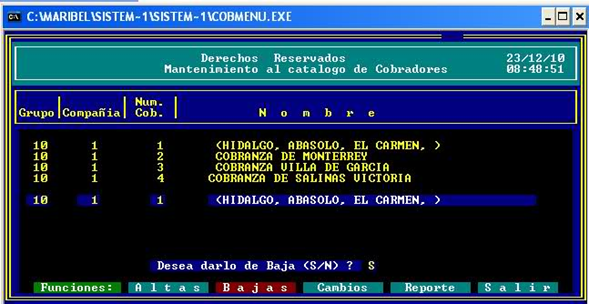 C:\MARIBEL\SISTEM~1\SISTEM~1\COBMENU.EXE
Derechos Reservados 23/12/10
Mantenimiento al catalogo de Cobradores 08:48:51
Num.
Grupo Compañia Cob. N o m b r e
10 1 1 (HIDALGO, ABASOLO, EL CARMEN, )
10 1 2 COBRANZA DE MONTERREY
10 1 3 COBRANZA VILLA DE GARCIA
10 1 4 COBRANZA DE SALINAS VICTORIA
10 1 1 (HIDALGO, ABASOLO, EL CARMEN, )
Desea darlo de Baja (S/N) ? S
Funciones: A l t a s B a j a s Cambios Reporte S a l i r